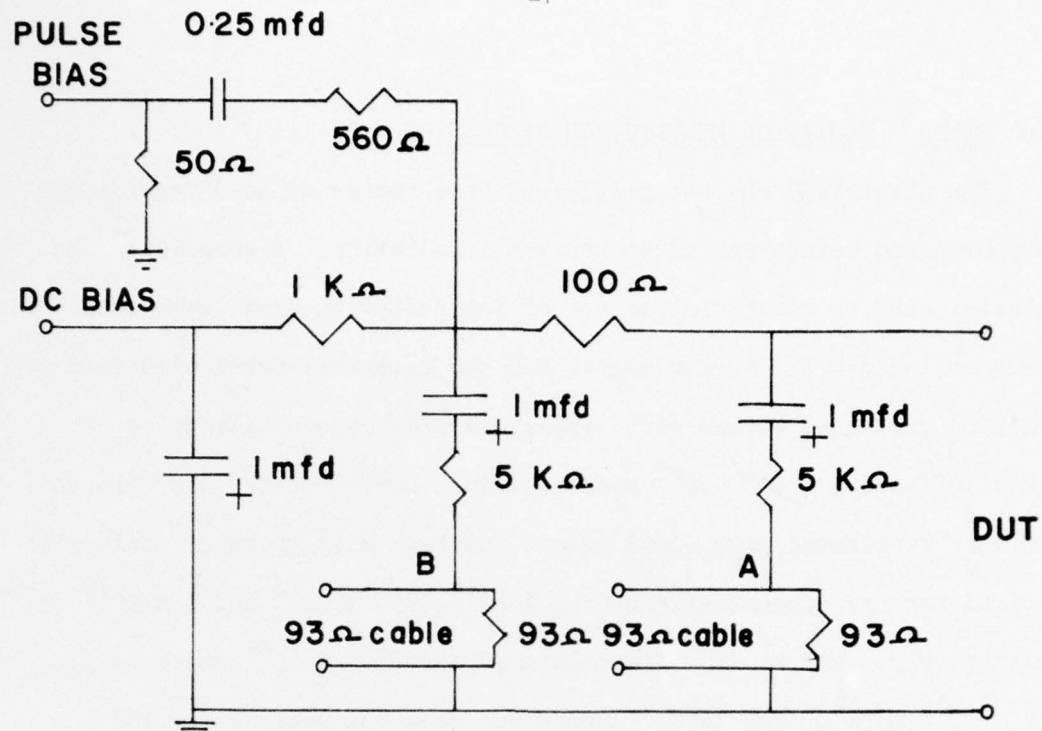 0.25 mfd
PULSE
BIAS
560Ω
50Ω
DC BIAS
1 KΩ
100Ω
1 mfd
+
1 mfd
+
1 mfd
+
5 KΩ
5 KΩ
DUT
B
A
93Ω cable
93Ω
93Ω cable
93Ω